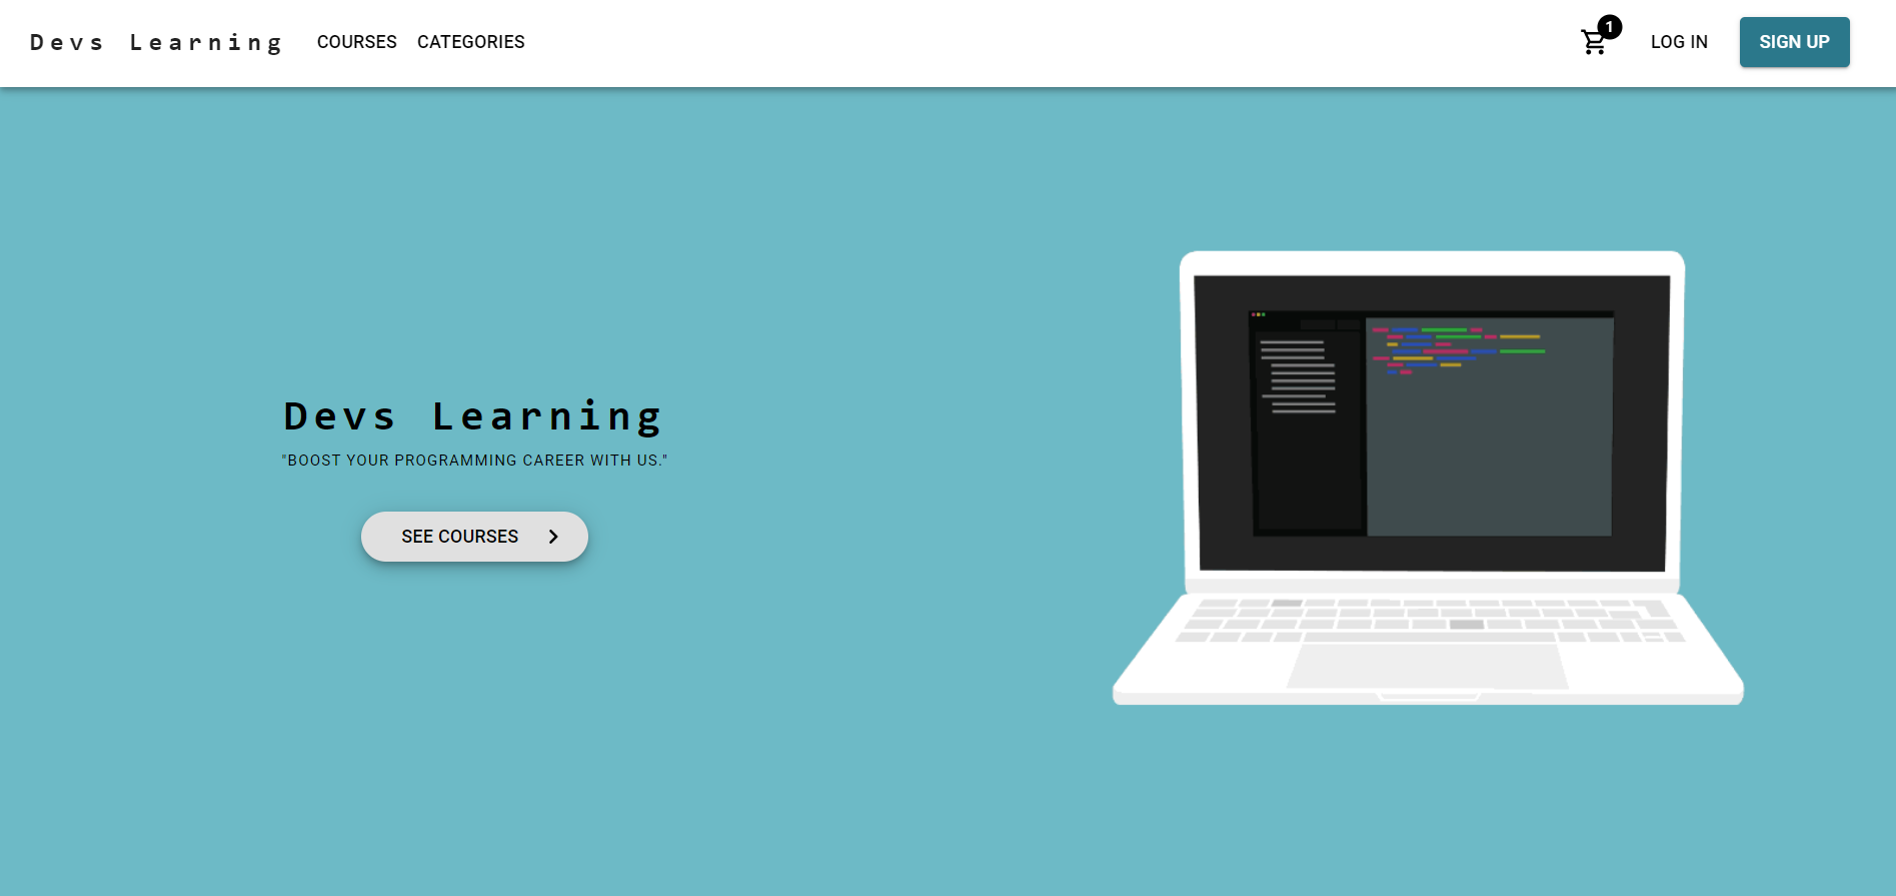 Devs Learning COURSES CATEGORIES 1 LOG IN SIGN UP
Devs Learning
"BOOST YOUR PROGRAMMING CAREER WITH US."
SEE COURSES